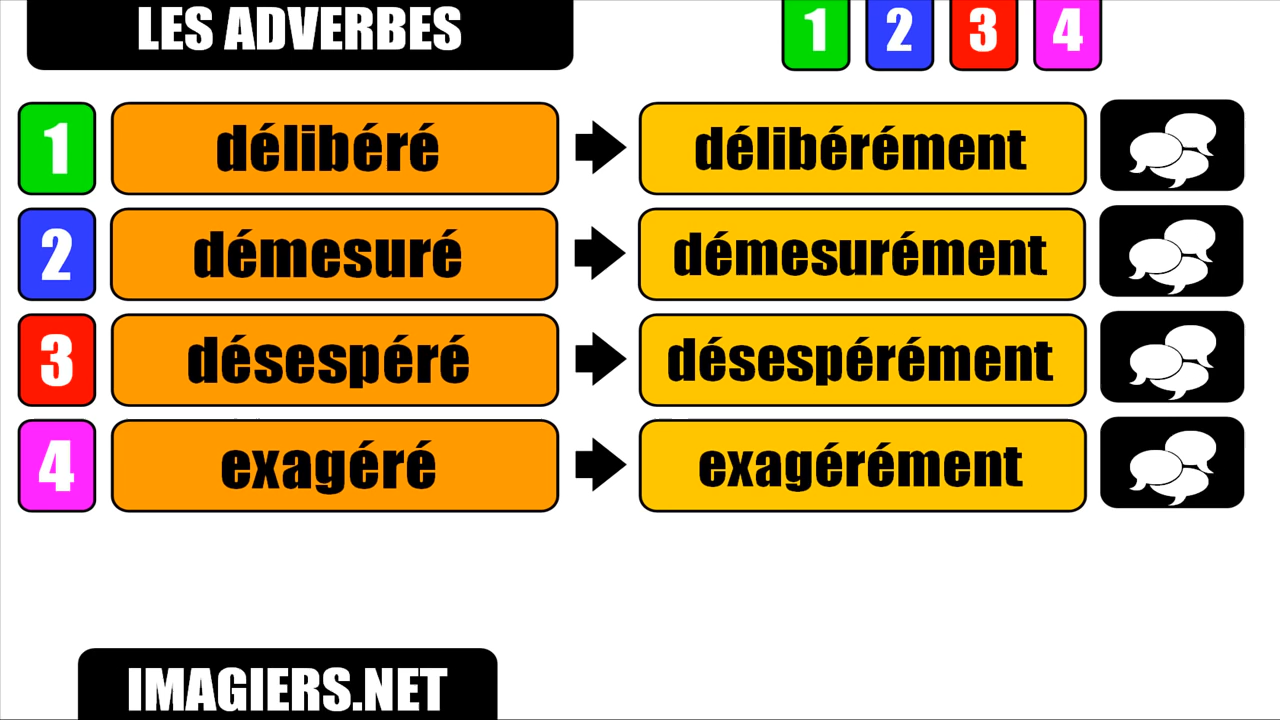 LES ADVERBES
1 2 3 4
1 délibéré délibérément
2 démesuré démesurément
3 désespéré désespérément
4 exagéré exagérément
IMAGIERS.NET